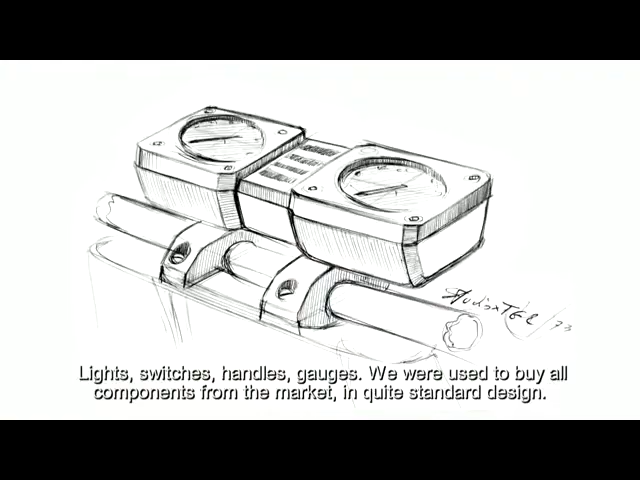 Lights, switches, handles, gauges. We were used to buy all
components from the market, in quite standard design.